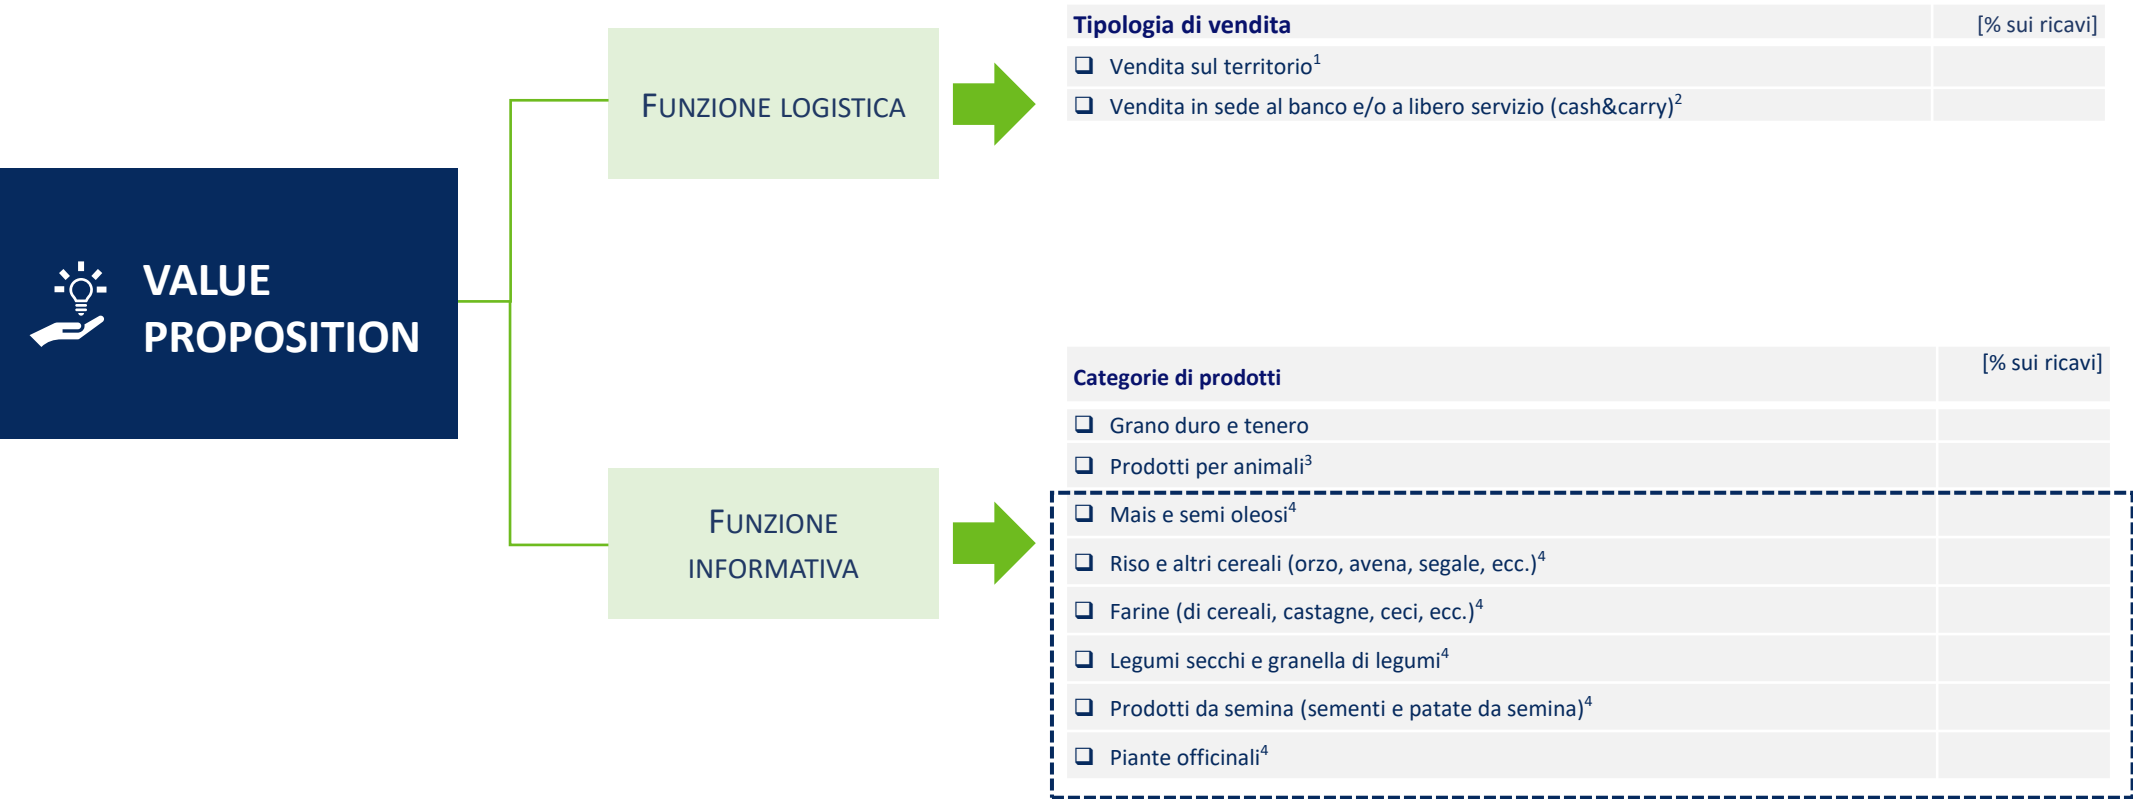 VALUE
PROPOSITION
FUNZIONE LOGISTICA
Tipologia di vendita [% sui ricavi]
❑ Vendita sul territorio¹
❑ Vendita in sede al banco e/o a libero servizio (cash&carry)²
FUNZIONE
INFORMATIVA
Categorie di prodotti [% sui ricavi]
❑ Grano duro e tenero
❑ Prodotti per animali³
❑ Mais e semi oleosi⁴
❑ Riso e altri cereali (orzo, avena, segale, ecc.)⁴
❑ Farine (di cereali, castagne, ceci, ecc.)⁴
❑ Legumi secchi e granella di legumi⁴
❑ Prodotti da semina (sementi e patate da semina)⁴
❑ Piante officinali⁴